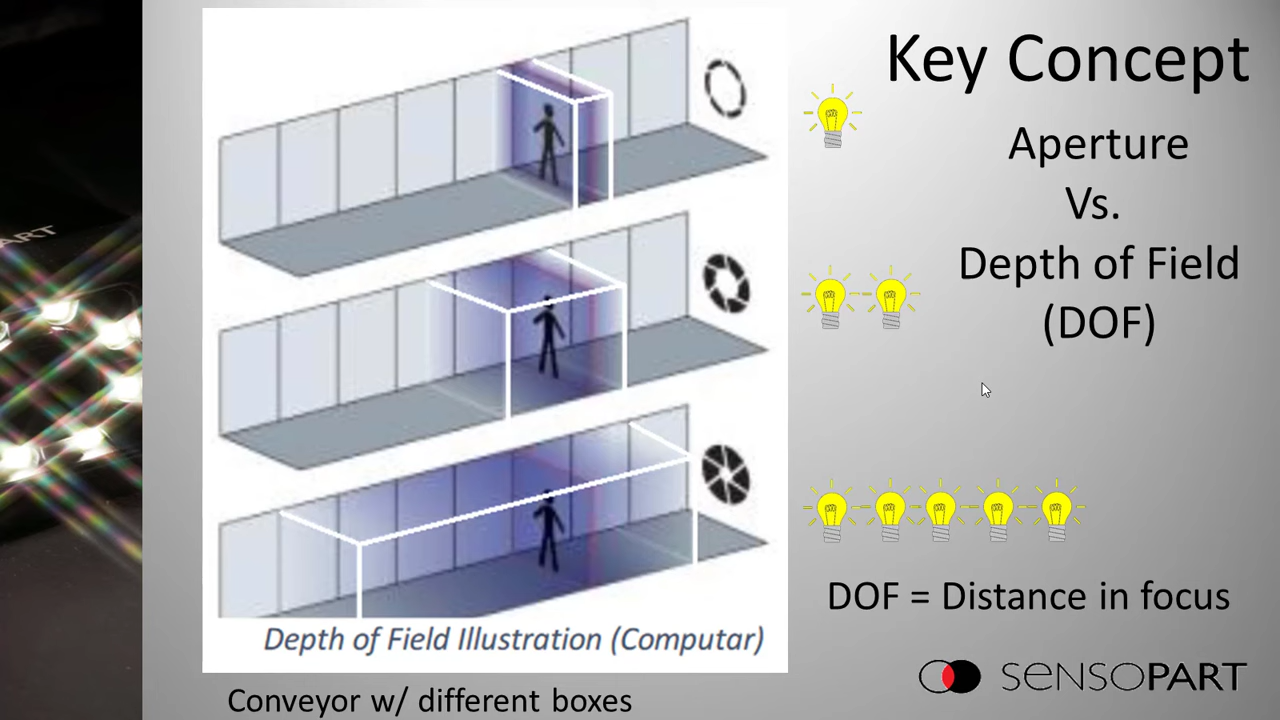 Key Concept
Aperture
Vs.
Depth of Field
(DOF)
DOF = Distance in focus
Depth of Field Illustration (Computar)
Conveyor w/ different boxes
SENSOPART
ART